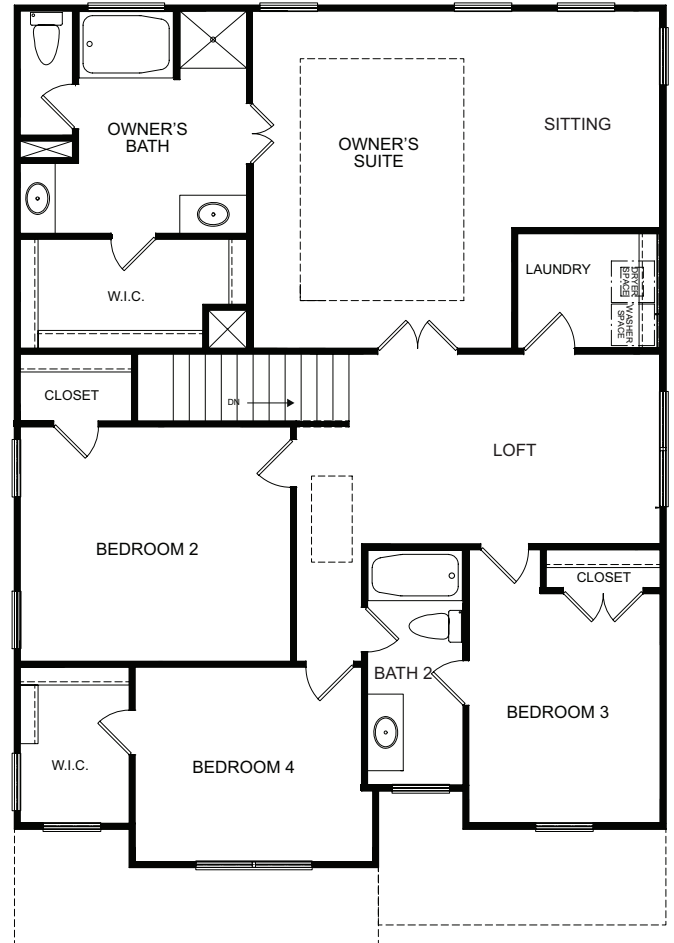 OWNER'S
BATH
OWNER'S
SUITE
SITTING
LAUNDRY
DRYER
SPACE
WASHER
SPACE
W.I.C.
CLOSET
DN
LOFT
BEDROOM 2
CLOSET
BATH 2
BEDROOM 3
W.I.C.
BEDROOM 4